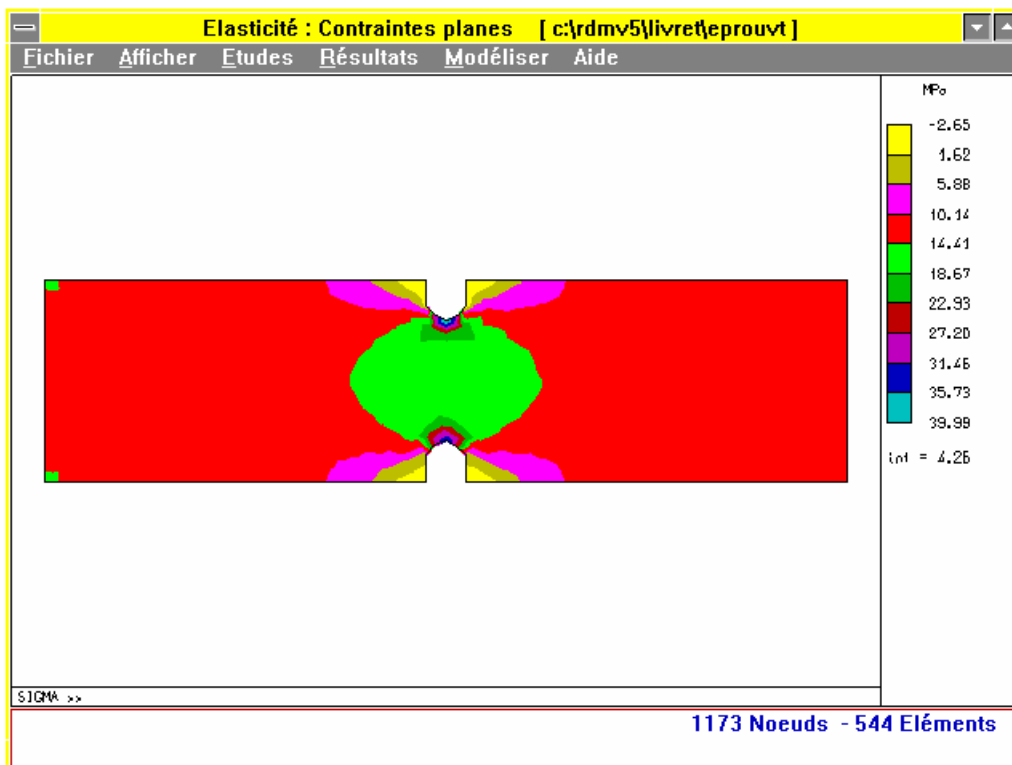 Elasticité : Contraintes planes [ c:\rdmv5\livret\eprouvt ]
Fichier Afficher Etudes Résultats Modéliser Aide
MPa
-2.65
1.62
5.88
10.14
14.41
18.67
22.93
27.20
31.46
35.73
39.99
int = 4.26
SIGMA >>
1173 Noeuds - 544 Eléments